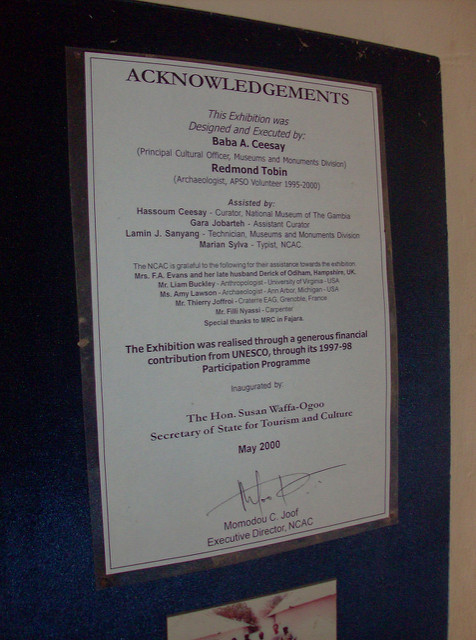 ACKNOWLEDGEMENTS
This Exhibition was
Designed and Executed by:
Baba A. Ceesay
(Principal Cultural Officer, Museums and Monuments Division)
Redmond Tobin
(Archaeologist, APSO Volunteer 1995-2000)
Assisted by:
Hassoum Ceesay - Curator, National Museum of The Gambia
Gara Jobarteh - Assistant Curator
Lamin J. Sanyang - Technician, Museums and Monuments Division
Marian Sylva - Typist, NCAC.
The NCAC is grateful to the following for their assistance towards the exhibition.
Mrs. F.A. Evans and her late husband Derick of Odiham, Hampshire, UK.
Mr. Liam Buckley - Anthropologist - University of Virginia - USA
Ms. Amy Lawson - Archaeologist - Ann Arbor, Michigan - USA
Mr. Thierry Joffroi - Craterre EAG, Grenoble, France
Mr. Filli Nyassi - Carpenter
Special thanks to MRC in Fajara.
The Exhibition was realised through a generous financial
contribution from UNESCO, through its 1997-98
Participation Programme
Inaugurated by
The Hon. Susan Waffa-Ogoo
Secretary of State for Tourism and Culture
May 2000
Momodou C. Joof
Executive Director, NCAC